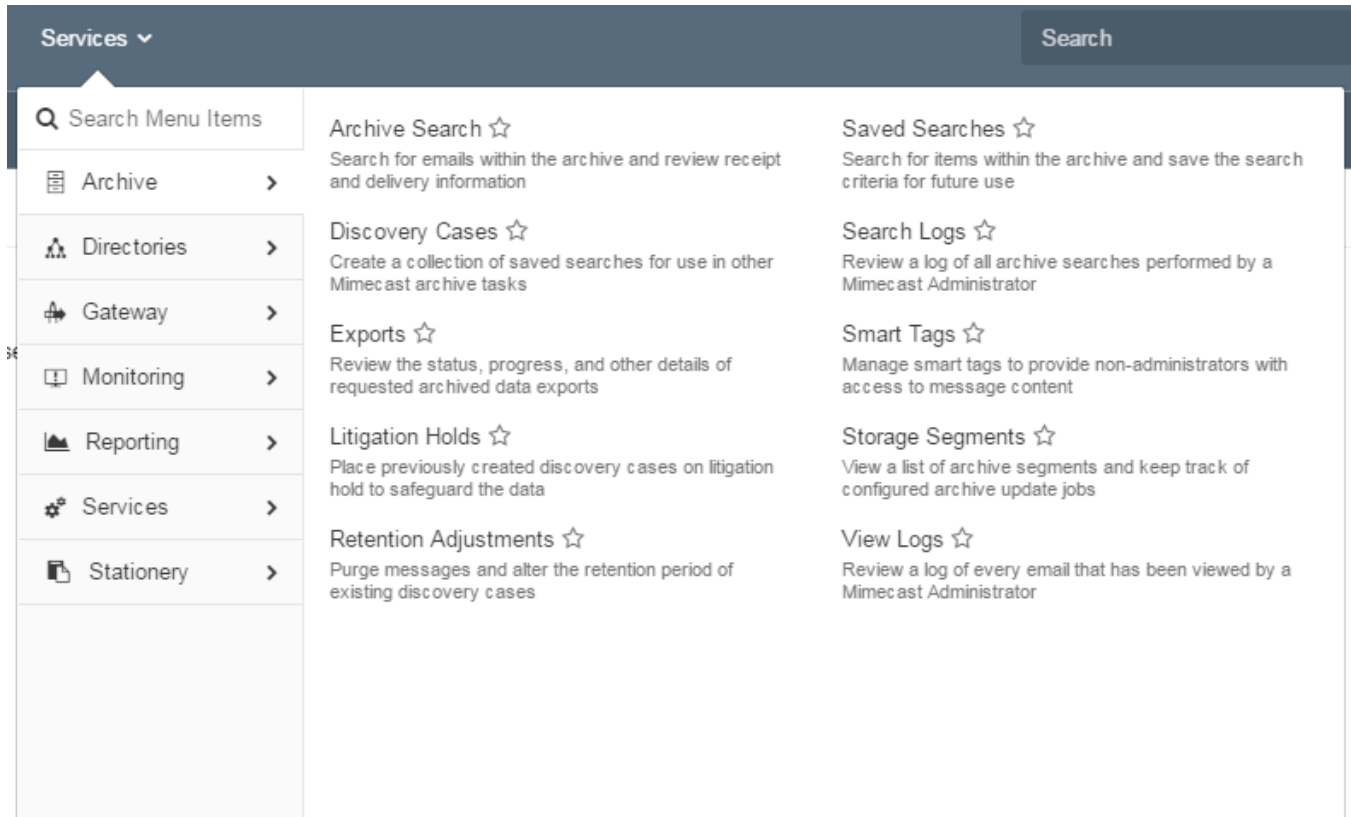 Services
Search
Search Menu Items
Archive
Directories
Gateway
Monitoring
Reporting
Services
Stationery
Archive Search
Search for emails within the archive and review receipt
and delivery information
Discovery Cases
Create a collection of saved searches for use in other
Mimecast archive tasks
Exports
Review the status, progress, and other details of
requested archived data exports
Litigation Holds
Place previously created discovery cases on litigation
hold to safeguard the data
Retention Adjustments
Purge messages and alter the retention period of
existing discovery cases
Saved Searches
Search for items within the archive and save the search
criteria for future use
Search Logs
Review a log of all archive searches performed by a
Mimecast Administrator
Smart Tags
Manage smart tags to provide non-administrators with
access to message content
Storage Segments
View a list of archive segments and keep track of
configured archive update jobs
View Logs
Review a log of every email that has been viewed by a
Mimecast Administrator